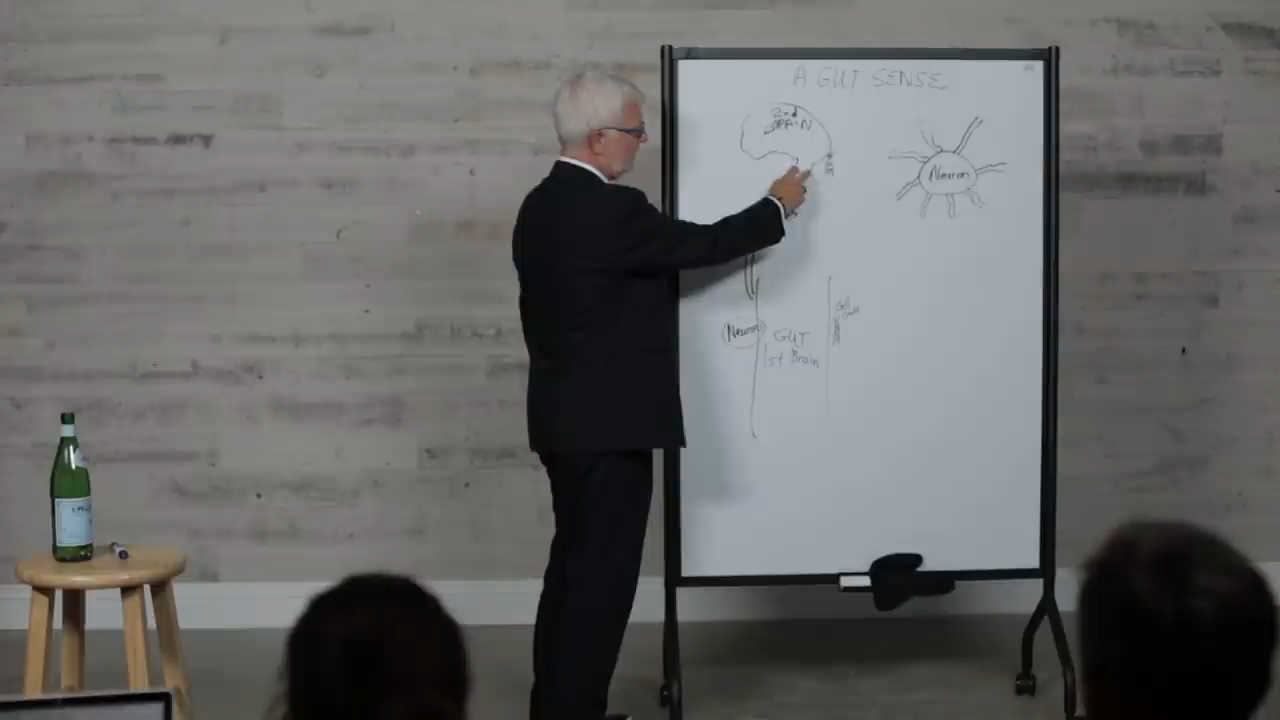 A GUT SENSE
2nd
BRAIN
Neuron
Neuron
GUT
1st Brain